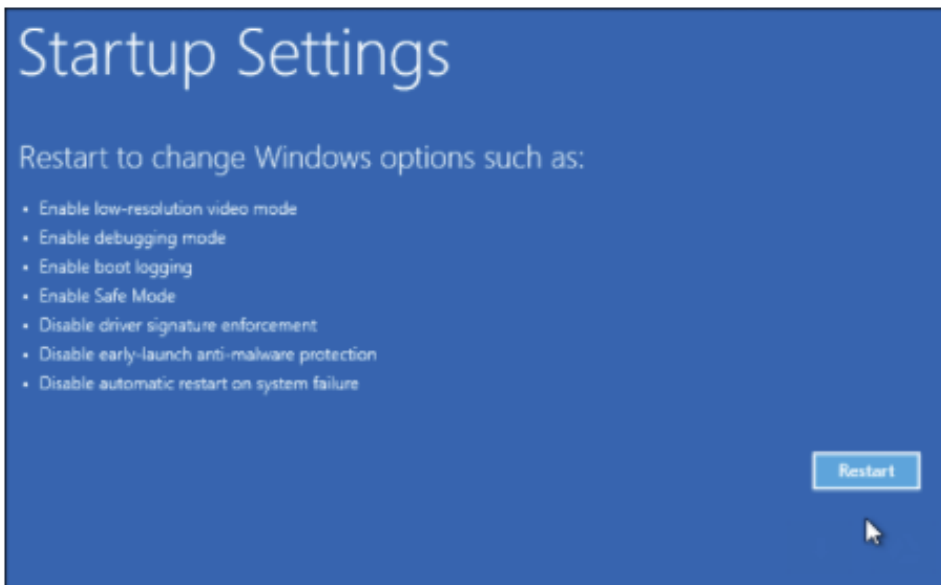 Startup Settings
Restart to change Windows options such as:
• Enable low-resolution video mode
• Enable debugging mode
• Enable boot logging
• Enable Safe Mode
• Disable driver signature enforcement
• Disable early-launch anti-malware protection
• Disable automatic restart on system failure
Restart